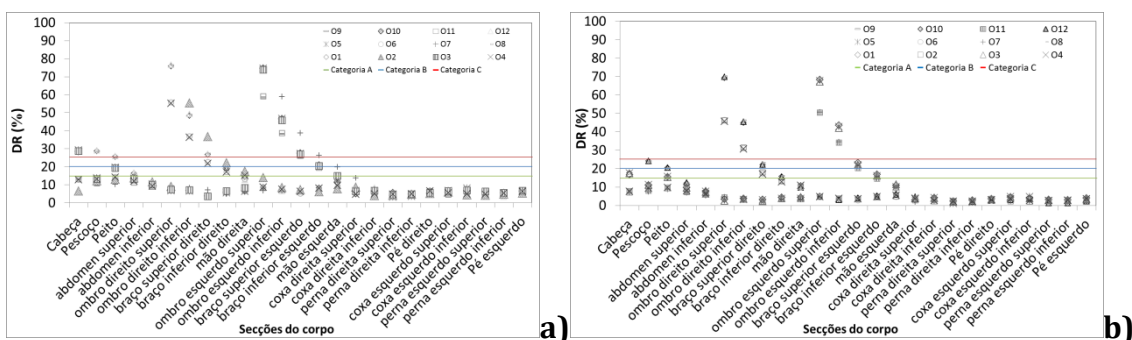 DR (%)
100
90
80
70
60
50
40
30
20
10
0
O9 O10 O11 O12
O5 O6 O7 O8
O1 O2 O3 O4
Categoria A Categoria B Categoria C
Cabeça
Pescoço
Peito
abdomen superior
abdomen inferior
ombro direito superior
ombro direito inferior
braço superior direito
braço inferior direito
mão direita
ombro esquerdo superior
ombro esquerdo inferior
braço superior esquerdo
braço inferior esquerdo
mão esquerda
coxa direita superior
coxa direita inferior
perna direita superior
perna direita inferior
Pé direito
coxa esquerdo superior
coxa esquerdo inferior
perna esquerdo superior
perna esquerdo inferior
Pé esquerdo
Secções do corpo
a)
DR (%)
100
90
80
70
60
50
40
30
20
10
0
O9 O10 O11 O12
O5 O6 O7 O8
O1 O2 O3 O4
Categoria A Categoria B Categoria C
Cabeça
Pescoço
Peito
abdomen superior
abdomen inferior
ombro direito superior
ombro direito inferior
braço superior direito
braço inferior direito
mão direita
ombro esquerdo superior
ombro esquerdo inferior
braço superior esquerdo
braço inferior esquerdo
mão esquerda
coxa direita superior
coxa direita inferior
perna direita superior
perna direita inferior
Pé direito
coxa esquerdo superior
coxa esquerdo inferior
perna esquerdo superior
perna esquerdo inferior
Pé esquerdo
Secções do corpo
b)